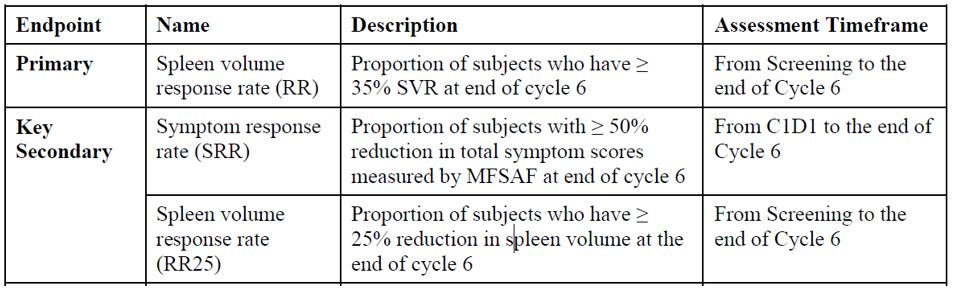 Endpoint Name Description Assessment Timeframe
Primary Spleen volume Proportion of subjects who have ≥ From Screening to the
response rate (RR) 35% SVR at end of cycle 6 end of Cycle 6
Key Symptom response Proportion of subjects with ≥ 50% From C1D1 to the end of
Secondary rate (SRR) reduction in total symptom scores Cycle 6
measured by MFSAF at end of cycle 6
Spleen volume Proportion of subjects who have ≥ From Screening to the
response rate 25% reduction in spleen volume at the end of Cycle 6
(RR25) end of cycle 6